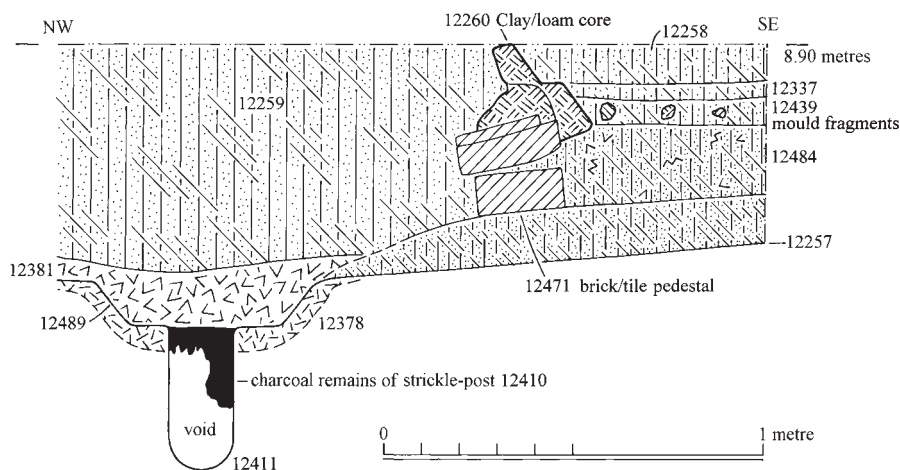 NW
12260 Clay/loam core
SE
12258
8.90 metres
12259
12337
12439
mould fragments
12484
12257
12381
12471 brick/tile pedestal
12489
12378
charcoal remains of strickle-post 12410
void
12411
0
1 metre